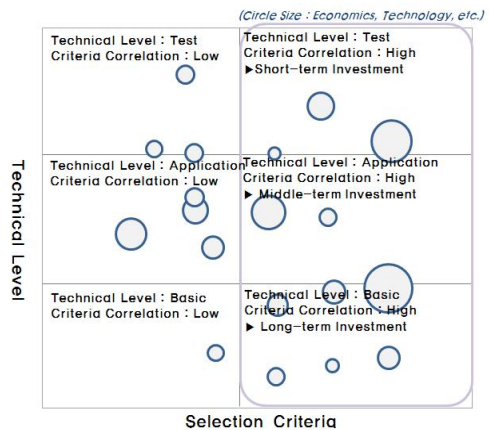 (Circle Size : Economics, Technology, etc.)
Technical Level : Test
Criteria Correlation : Low
Technical Level : Test
Criteria Correlation : High
▶Short-term Investment
Technical Level : Application
Criteria Correlation : Low
Technical Level : Application
Criteria Correlation : High
▶ Middle-term Investment
Technical Level : Basic
Criteria Correlation : Low
Technical Level : Basic
Criteria Correlation : High
▶ Long-term Investment
Technical Level
Selection Criteria